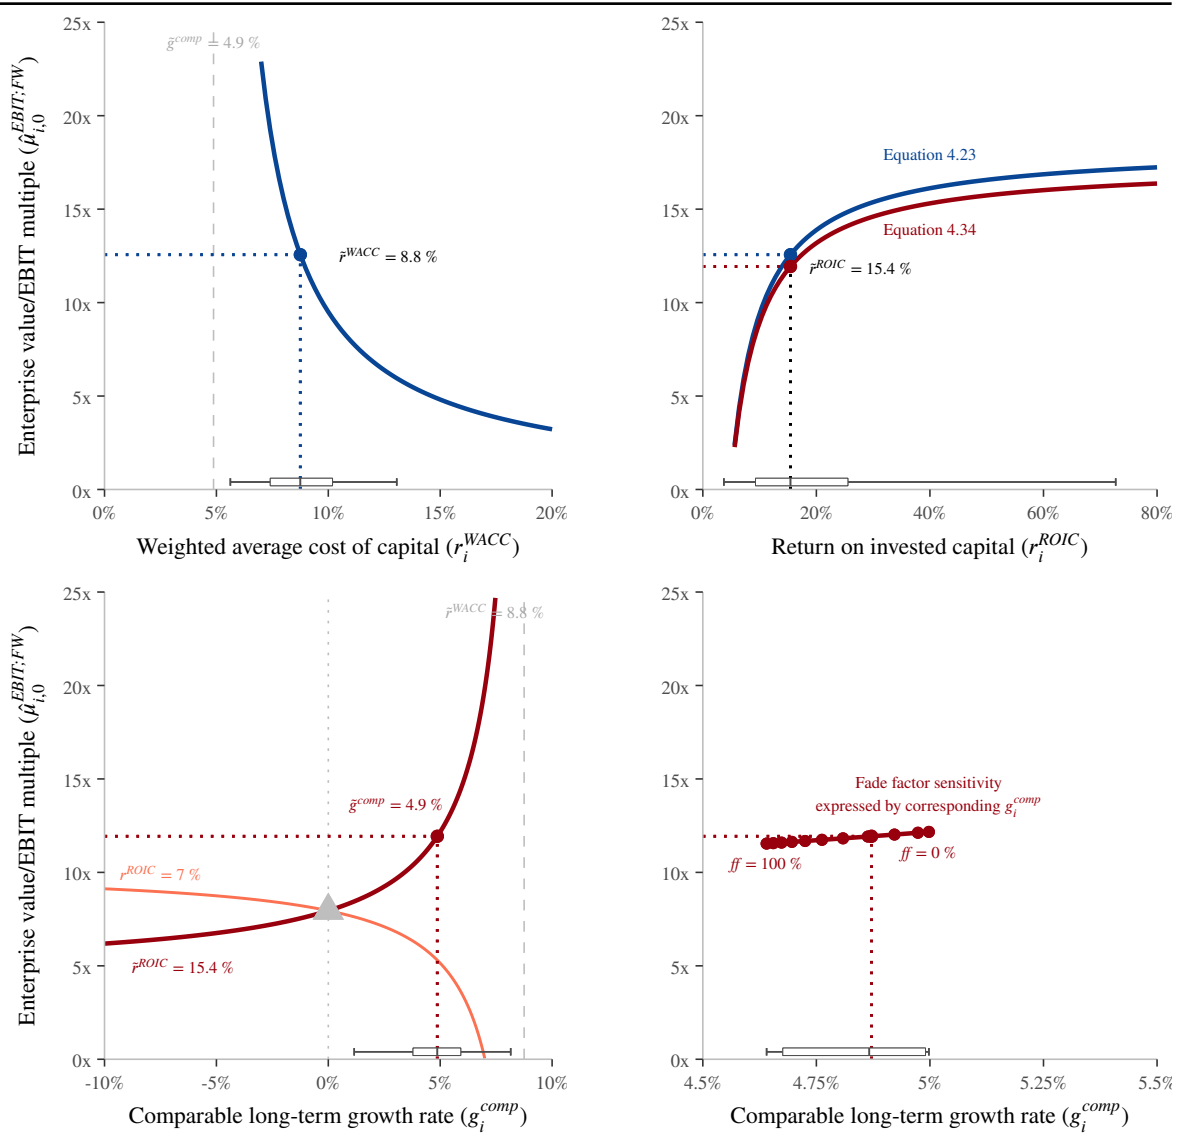 25x
20x
15x
10x
5x
0x
0%
5%
10%
15%
20%
Enterprise value/EBIT multiple (μ̂_{i,0}^{EBIT;FW})
g̃^{comp} = 4.9 %
r̃^{WACC} = 8.8 %
Weighted average cost of capital (r_i^{WACC})
25x
20x
15x
10x
5x
0x
0%
20%
40%
60%
80%
Equation 4.23
Equation 4.34
r̃^{ROIC} = 15.4 %
Return on invested capital (r_i^{ROIC})
25x
20x
15x
10x
5x
0x
-10%
-5%
0%
5%
10%
Enterprise value/EBIT multiple (μ̂_{i,0}^{EBIT;FW})
r̃^{WACC} = 8.8 %
g̃^{comp} = 4.9 %
r^{ROIC} = 7 %
r̃^{ROIC} = 15.4 %
Comparable long-term growth rate (g_i^{comp})
25x
20x
15x
10x
5x
0x
4.5%
4.75%
5%
5.25%
5.5%
Fade factor sensitivity
expressed by corresponding g_i^{comp}
ff = 100 %
ff = 0 %
Comparable long-term growth rate (g_i^{comp})